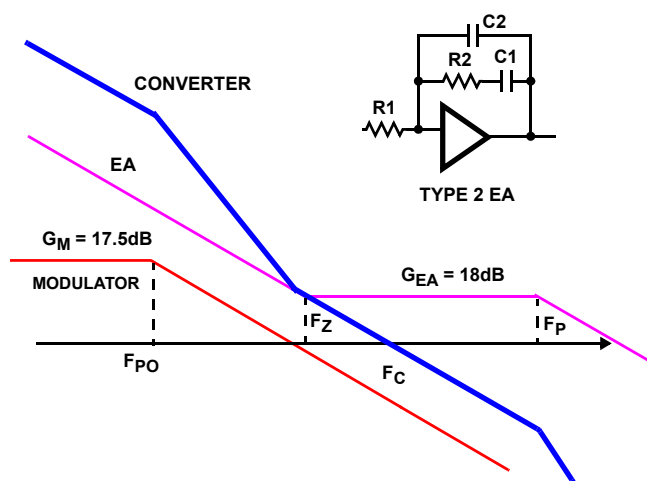 C2
R2 C1
CONVERTER
R1
EA
TYPE 2 EA
GM = 17.5dB
GEA = 18dB
MODULATOR
FZ
FP
FPO
FC